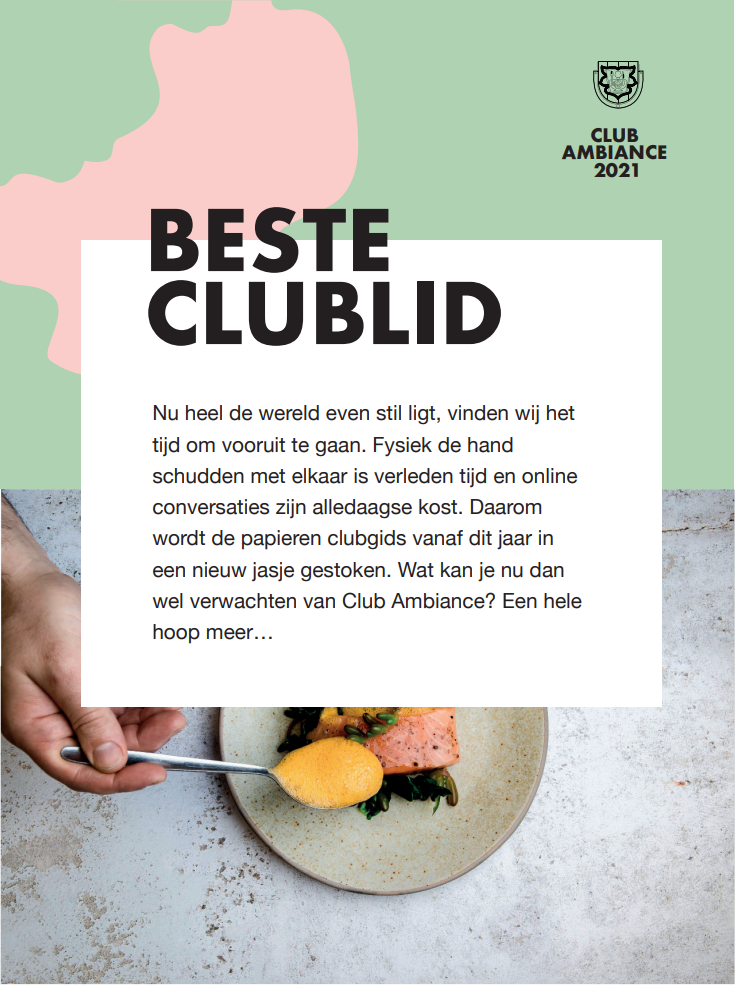 CLUB
AMBIANCE
2021
BESTE
CLUBLID
Nu heel de wereld even stil ligt, vinden wij het
tijd om vooruit te gaan. Fysiek de hand
schudden met elkaar is verleden tijd en online
conversaties zijn alledaagse kost. Daarom
wordt de papieren clubgids vanaf dit jaar in
een nieuw jasje gestoken. Wat kan je nu dan
wel verwachten van Club Ambiance? Een hele
hoop meer…